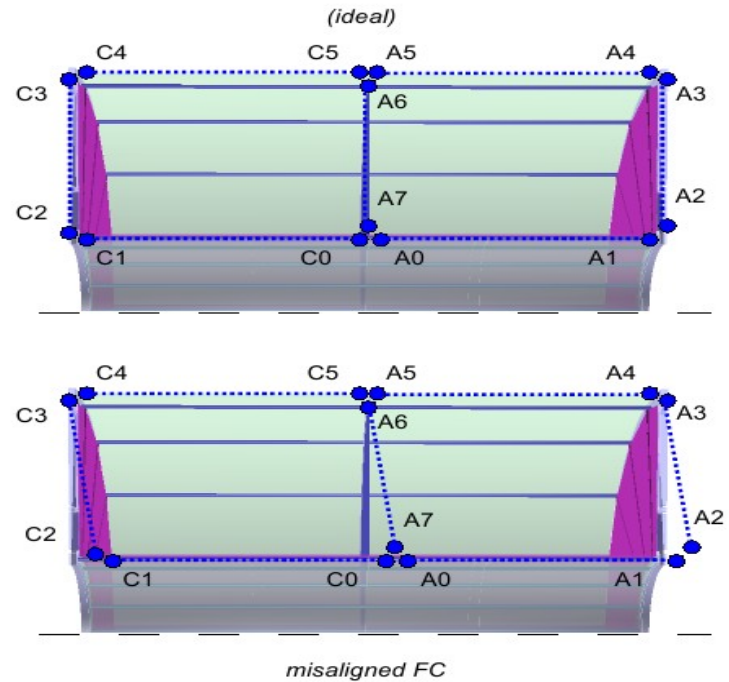 (ideal)
C4 C5 A5 A4
C3 A6 A3
C2 A7 A2
C1 C0 A0 A1
C4 C5 A5 A4
C3 A6 A3
C2 A7 A2
C1 C0 A0 A1
misaligned FC